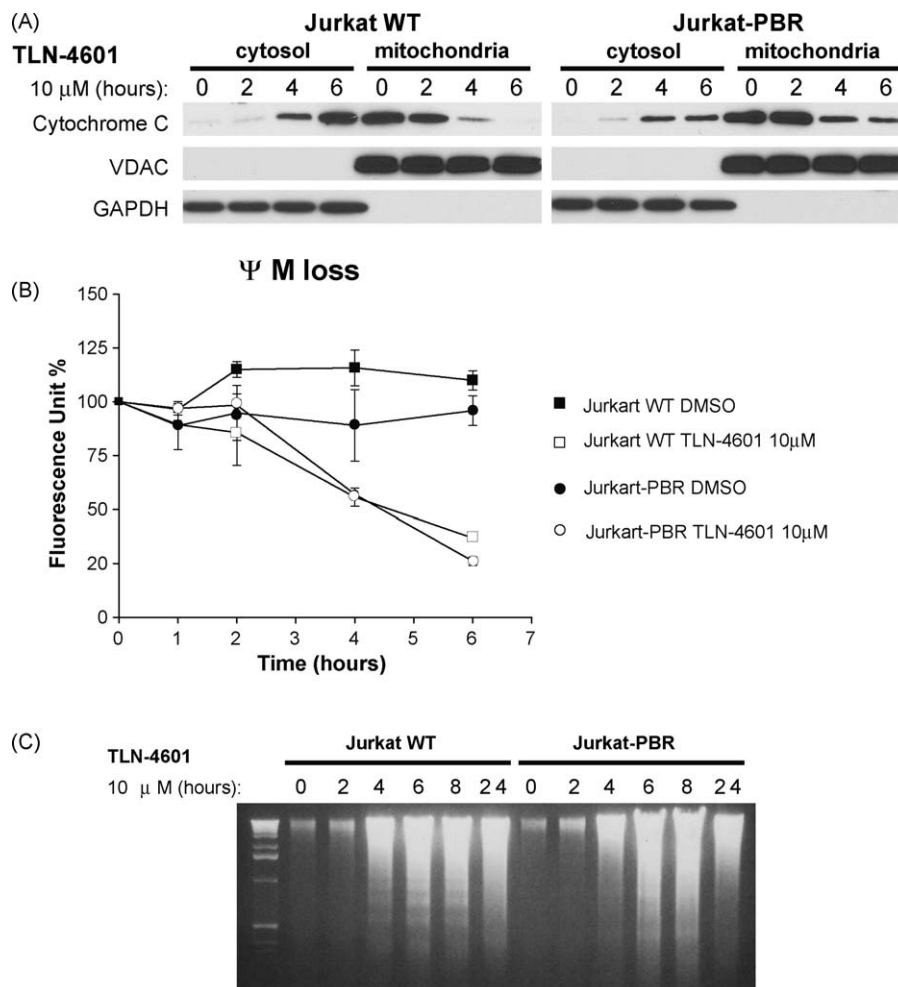 (A)
Jurkat WT Jurkat-PBR
TLN-4601 cytosol mitochondria cytosol mitochondria
10 μM (hours): 0 2 4 6 0 2 4 6 0 2 4 6 0 2 4 6
Cytochrome C
VDAC
GAPDH
Ψ M loss
(B)
150
125
100
75
50
20
0
Fluorescence Unit %
0 1 2 3 4 5 6 7
Time (hours)
Jurkart WT DMSO
Jurkart WT TLN-4601 10μM
Jurkart-PBR DMSO
Jurkart-PBR TLN-4601 10μM
(C)
Jurkat WT Jurkat-PBR
TLN-4601
10 μ M (hours): 0 2 4 6 8 24 0 2 4 6 8 24